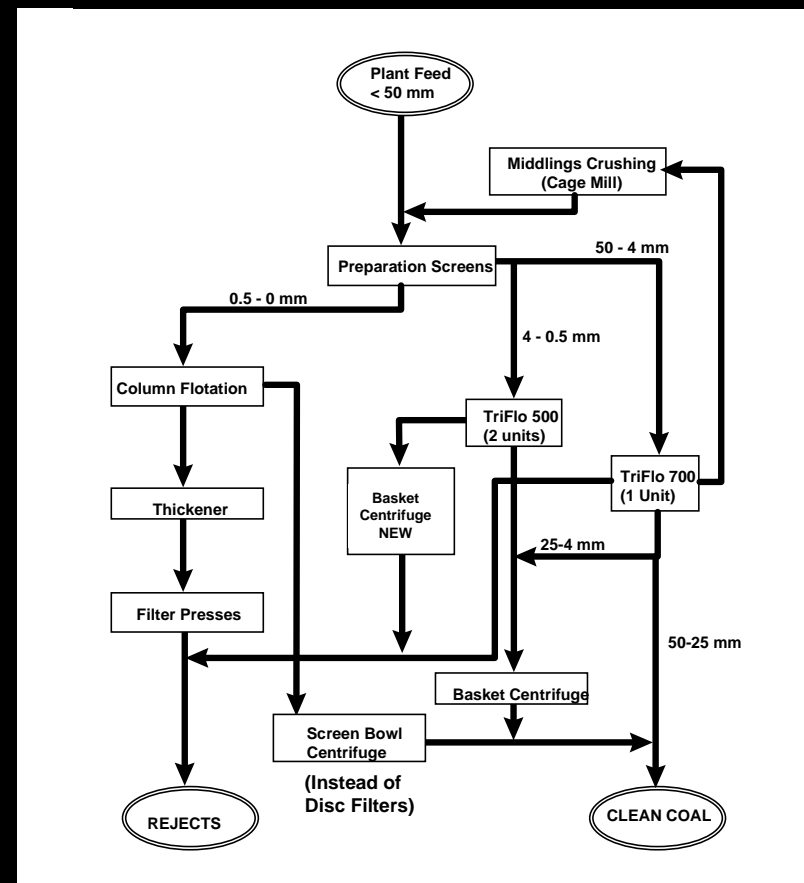 Plant Feed
< 50 mm
Middlings Crushing
(Cage Mill)
50 - 4 mm
Preparation Screens
0.5 - 0 mm
4 - 0.5 mm
Column Flotation
TriFlo 500
(2 units)
TriFlo 700
(1 Unit)
Basket
Centrifuge
NEW
Thickener
25-4 mm
Filter Presses
50-25 mm
Basket Centrifuge
Screen Bowl
Centrifuge
(Instead of
Disc Filters)
REJECTS
CLEAN COAL